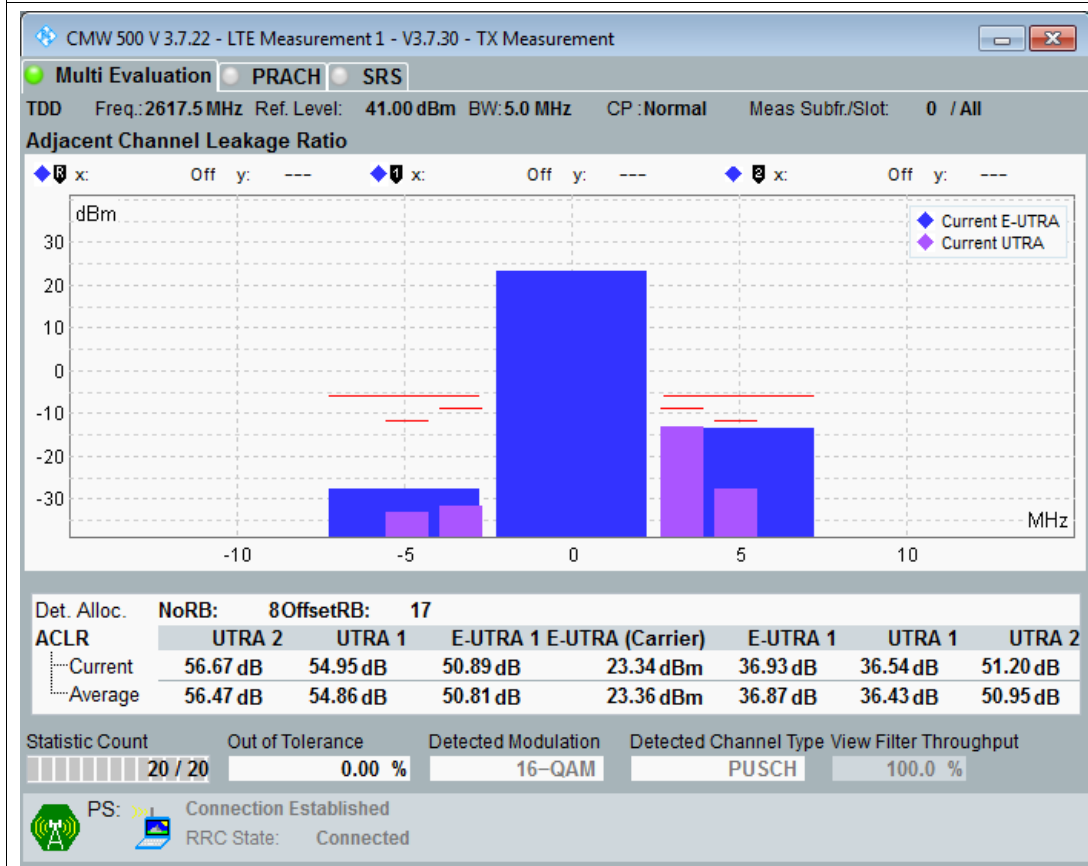 CMW 500 V 3.7.22 - LTE Measurement 1 - V3.7.30 - TX Measurement
Multi Evaluation PRACH SRS
TDD Freq.: 2617.5 MHz Ref. Level: 41.00 dBm BW: 5.0 MHz CP : Normal Meas Subfr./Slot: 0 / All
Adjacent Channel Leakage Ratio
R x: Off y: --- 1 x: Off y: --- 2 x: Off y: ---
dBm
Current E-UTRA
Current UTRA
30
20
10
0
-10
-20
-30
MHz
-10 -5 0 5 10
Det. Alloc. NoRB: 8 OffsetRB: 17
ACLR UTRA 2 UTRA 1 E-UTRA 1 E-UTRA (Carrier) E-UTRA 1 UTRA 1 UTRA 2
Current 56.67 dB 54.95 dB 50.89 dB 23.34 dBm 36.93 dB 36.54 dB 51.20 dB
Average 56.47 dB 54.86 dB 50.81 dB 23.36 dBm 36.87 dB 36.43 dB 50.95 dB
Statistic Count Out of Tolerance Detected Modulation Detected Channel Type View Filter Throughput
20 / 20 0.00 % 16-QAM PUSCH 100.0 %
PS: Connection Established
RRC State: Connected